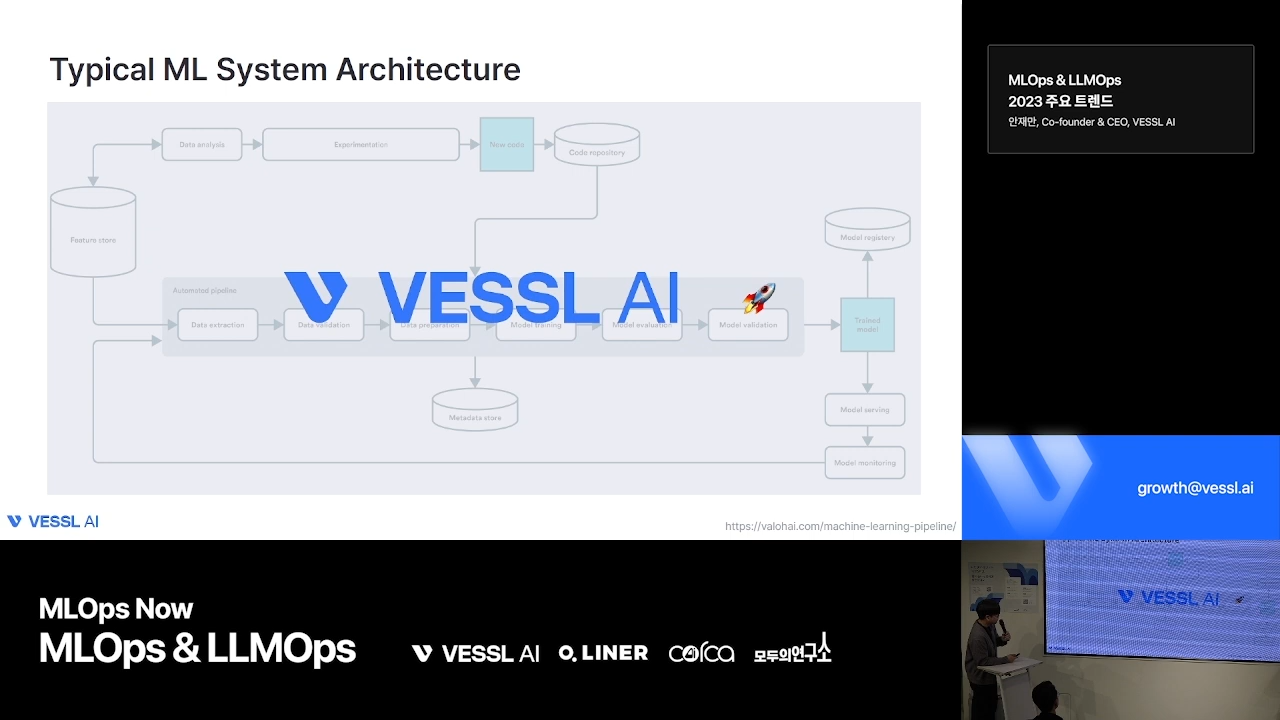 Typical ML System Architecture
Data analysis
Experimentation
New code
Code repository
Feature store
Model registery
VESSL AI
Automated pipeline
Data extraction
Data validation
Data preparation
Model training
Model evaluation
Model validation
Trained
model
Metadata store
Model serving
Model monitoring
VESSL AI
https://valohai.com/machine-learning-pipeline/
MLOps & LLMOps
2023 주요 트렌드
안재만, Co-founder & CEO, VESSL AI
growth@vessl.ai
VESSL AI
MLOps Now
MLOps & LLMOps
VESSL AI
LINER
corca
모두의연구소